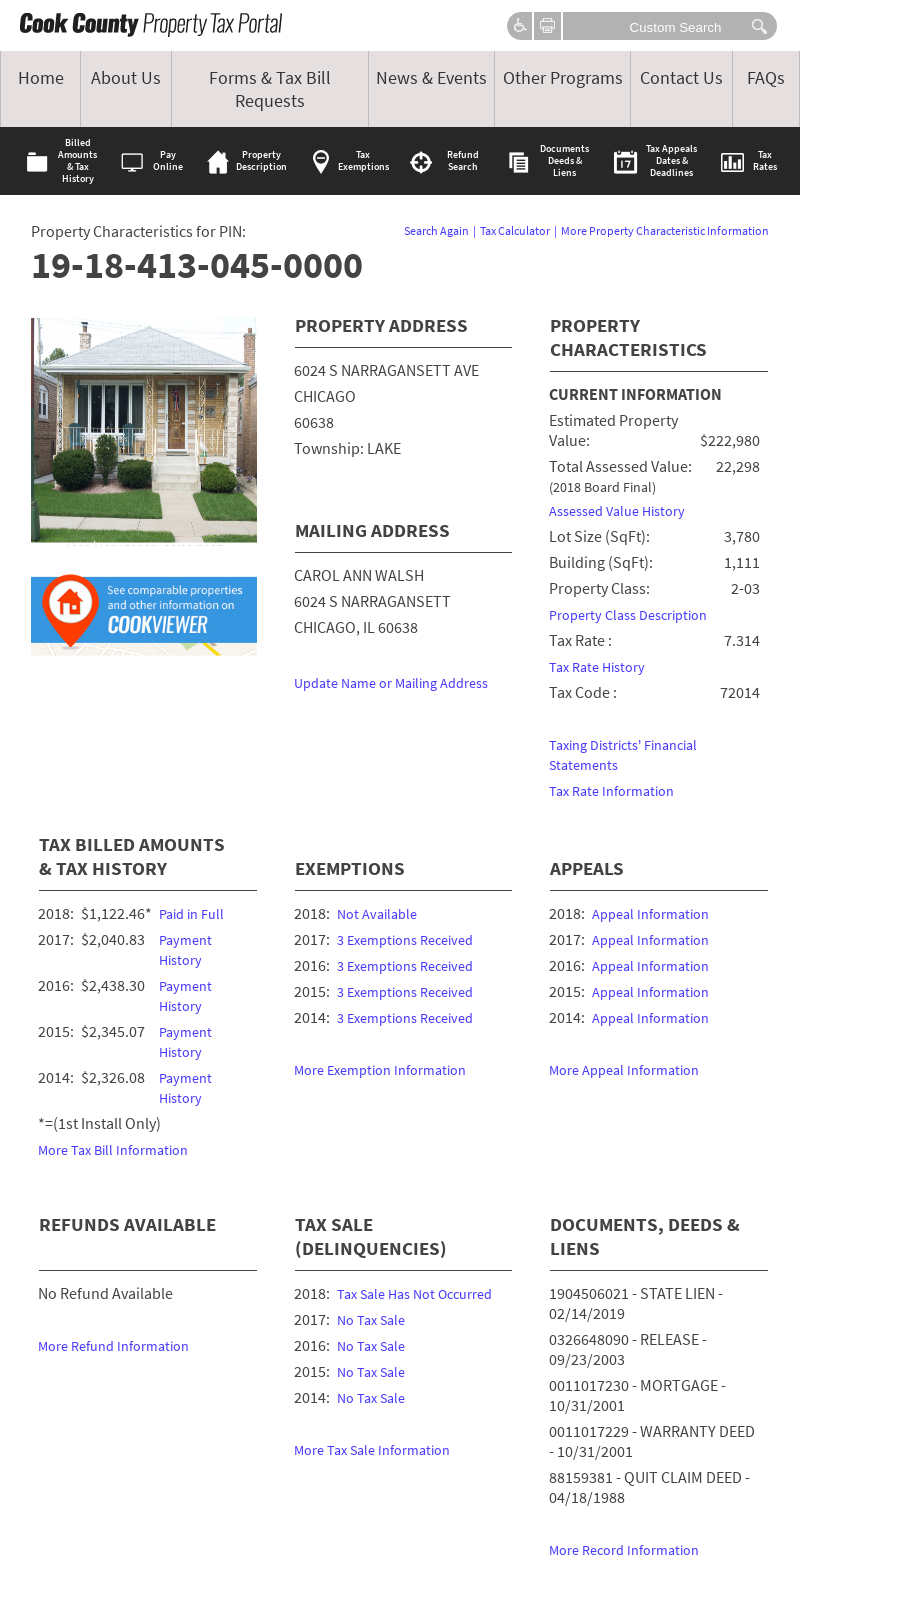 Cook County Property Tax Portal
Custom Search
Home
About Us
Forms & Tax Bill
Requests
News & Events
Other Programs
Contact Us
FAQs
Billed
Amounts
& Tax
History
Pay
Online
Property
Description
Tax
Exemptions
Refund
Search
Documents
Deeds &
Liens
Tax Appeals
Dates &
Deadlines
Tax
Rates
Property Characteristics for PIN:
Search Again | Tax Calculator | More Property Characteristic Information
19-18-413-045-0000
See comparable properties
and other information on
COOKVIEWER
PROPERTY ADDRESS
6024 S NARRAGANSETT AVE
CHICAGO
60638
Township: LAKE
MAILING ADDRESS
CAROL ANN WALSH
6024 S NARRAGANSETT
CHICAGO, IL 60638
Update Name or Mailing Address
PROPERTY
CHARACTERISTICS
CURRENT INFORMATION
Estimated Property
Value: $222,980
Total Assessed Value: 22,298
(2018 Board Final)
Assessed Value History
Lot Size (SqFt): 3,780
Building (SqFt): 1,111
Property Class: 2-03
Property Class Description
Tax Rate : 7.314
Tax Rate History
Tax Code : 72014
Taxing Districts' Financial
Statements
Tax Rate Information
TAX BILLED AMOUNTS
& TAX HISTORY
2018: $1,122.46* Paid in Full
2017: $2,040.83 Payment
History
2016: $2,438.30 Payment
History
2015: $2,345.07 Payment
History
2014: $2,326.08 Payment
History
*=(1st Install Only)
More Tax Bill Information
EXEMPTIONS
2018: Not Available
2017: 3 Exemptions Received
2016: 3 Exemptions Received
2015: 3 Exemptions Received
2014: 3 Exemptions Received
More Exemption Information
APPEALS
2018: Appeal Information
2017: Appeal Information
2016: Appeal Information
2015: Appeal Information
2014: Appeal Information
More Appeal Information
REFUNDS AVAILABLE
No Refund Available
More Refund Information
TAX SALE
(DELINQUENCIES)
2018: Tax Sale Has Not Occurred
2017: No Tax Sale
2016: No Tax Sale
2015: No Tax Sale
2014: No Tax Sale
More Tax Sale Information
DOCUMENTS, DEEDS &
LIENS
1904506021 - STATE LIEN -
02/14/2019
0326648090 - RELEASE -
09/23/2003
0011017230 - MORTGAGE -
10/31/2001
0011017229 - WARRANTY DEED
- 10/31/2001
88159381 - QUIT CLAIM DEED -
04/18/1988
More Record Information